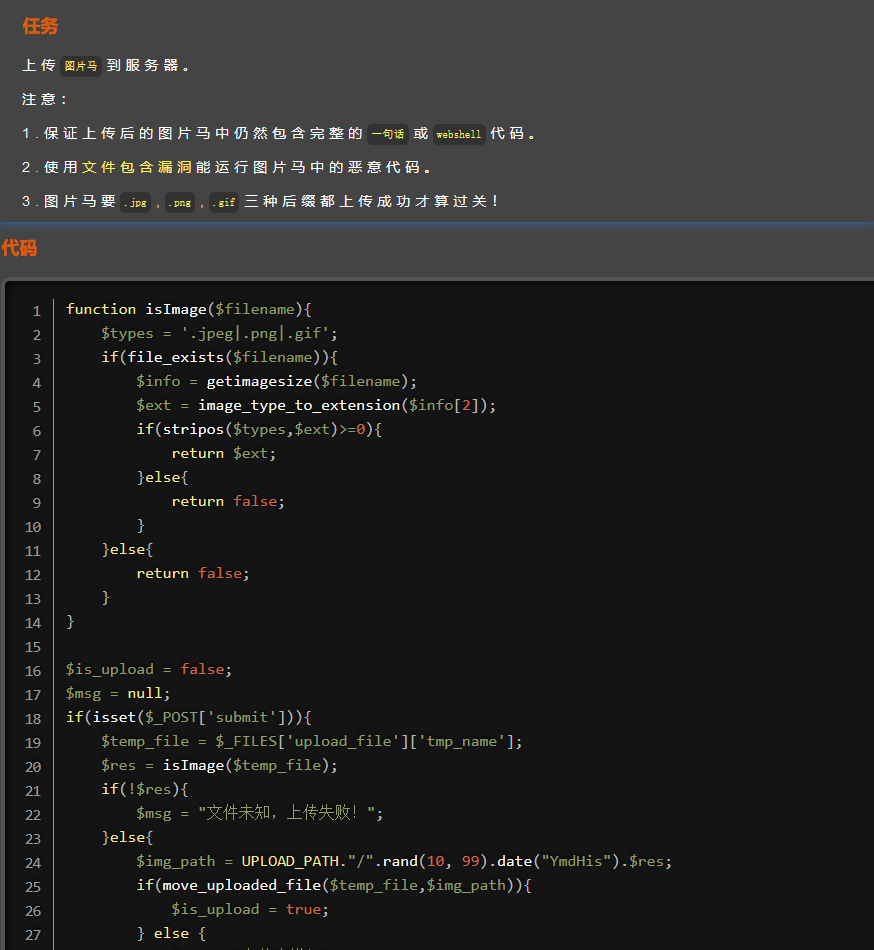 任务
上传 图片马 到服务器。
注意：
1.保证上传后的图片马中仍然包含完整的 一句话 或 webshell 代码。
2.使用文件包含漏洞能运行图片马中的恶意代码。
3.图片马要 .jpg , .png , .gif 三种后缀都上传成功才算过关！
代码
1 function isImage($filename){
2     $types = '.jpeg|.png|.gif';
3     if(file_exists($filename)){
4         $info = getimagesize($filename);
5         $ext = image_type_to_extension($info[2]);
6         if(stripos($types,$ext)>=0){
7             return $ext;
8         }else{
9             return false;
10         }
11     }else{
12         return false;
13     }
14 }
15
16 $is_upload = false;
17 $msg = null;
18 if(isset($_POST['submit'])){
19     $temp_file = $_FILES['upload_file']['tmp_name'];
20     $res = isImage($temp_file);
21     if(!$res){
22         $msg = "文件未知，上传失败！";
23     }else{
24         $img_path = UPLOAD_PATH."/".rand(10, 99).date("YmdHis").$res;
25         if(move_uploaded_file($temp_file,$img_path)){
26             $is_upload = true;
27         } else {